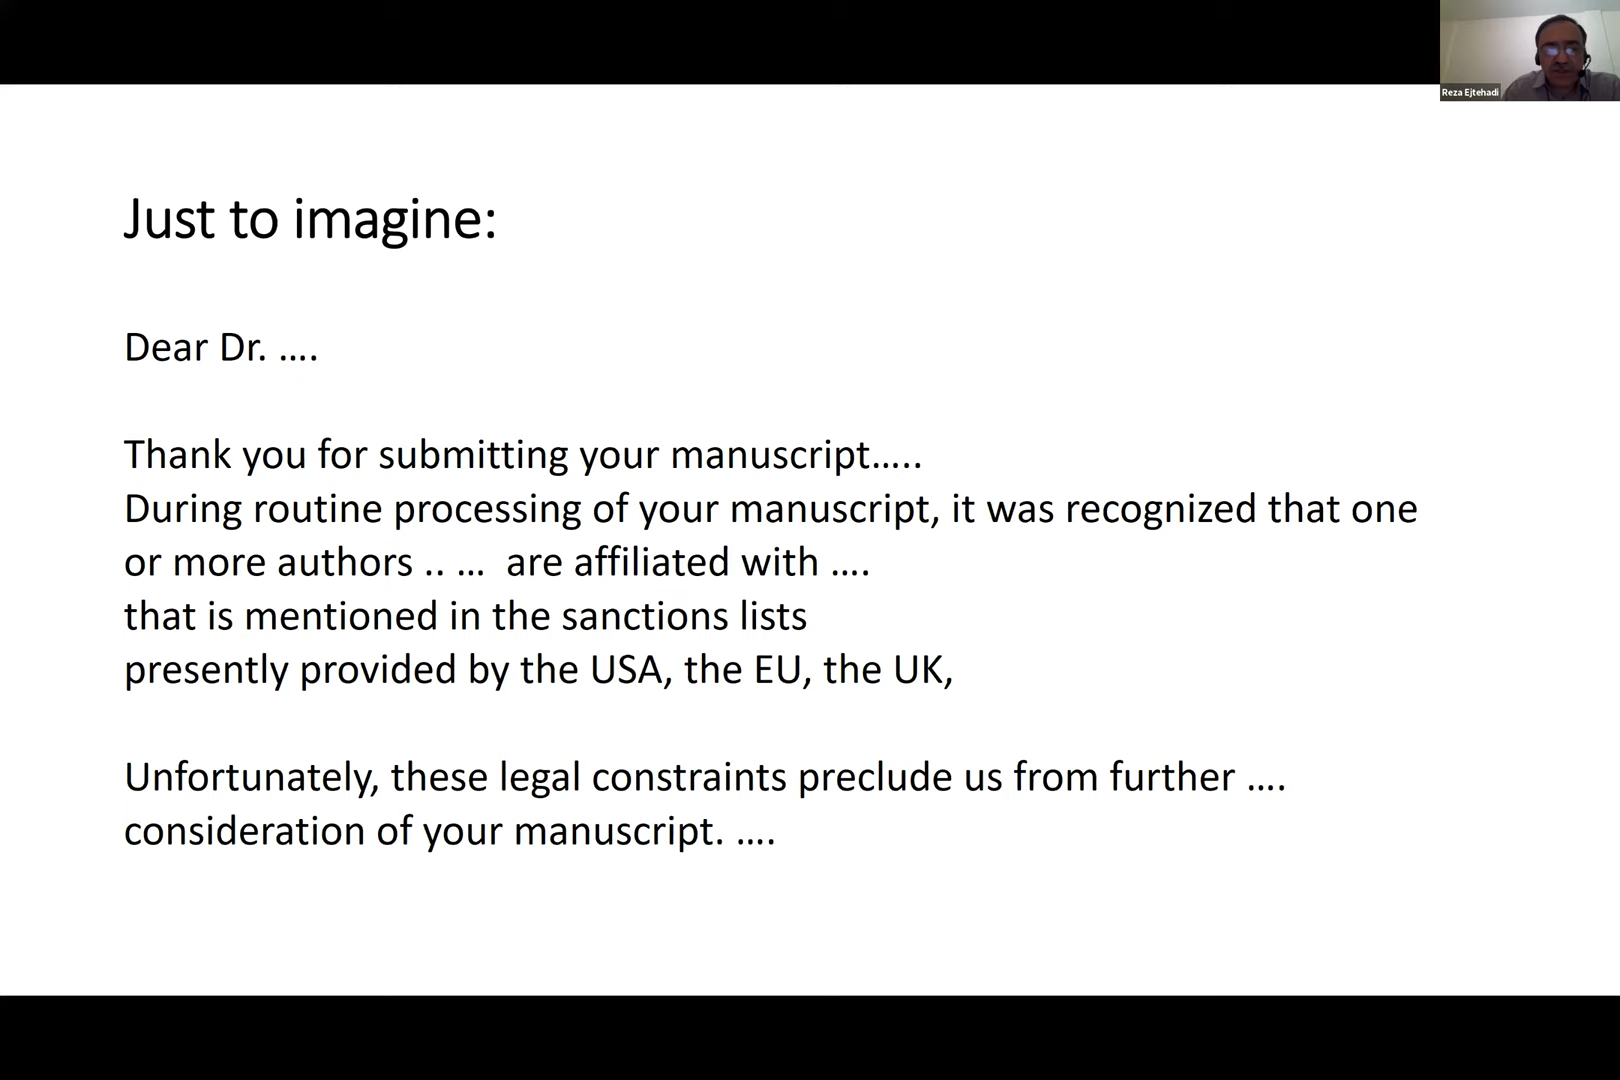 Reza Ejtehadi
Just to imagine:
Dear Dr. ….
Thank you for submitting your manuscript…..
During routine processing of your manuscript, it was recognized that one
or more authors .. … are affiliated with ….
that is mentioned in the sanctions lists
presently provided by the USA, the EU, the UK,
Unfortunately, these legal constraints preclude us from further ….
consideration of your manuscript. ….